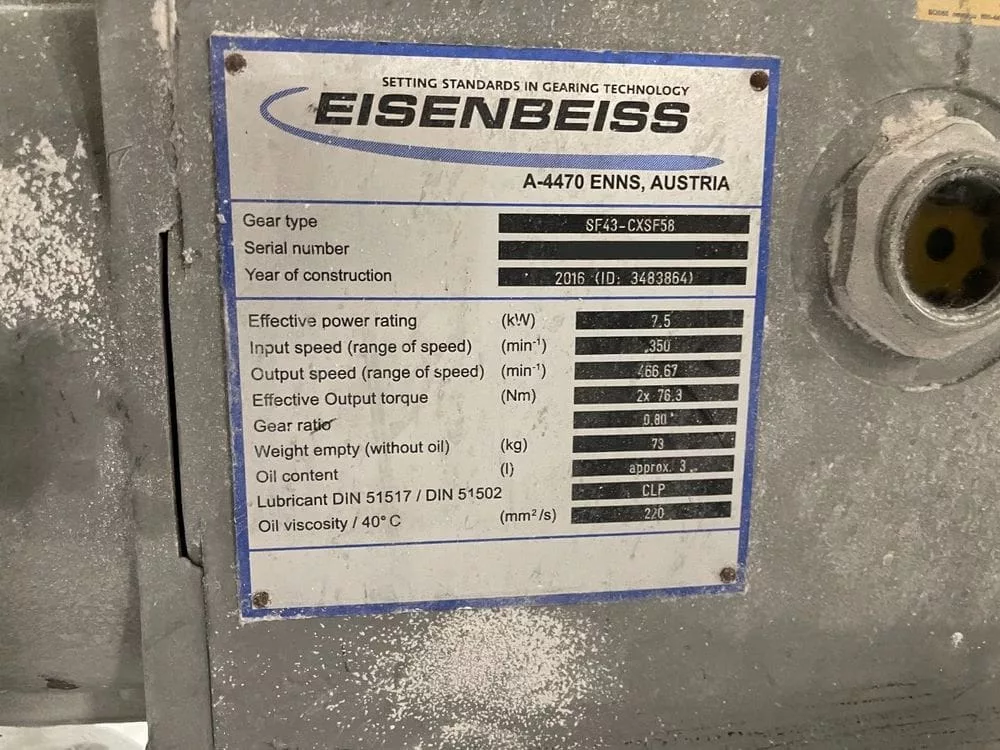 SETTING STANDARDS IN GEARING TECHNOLOGY
EISENBEISS
A-4470 ENNS, AUSTRIA
Gear type SF43-CXSF58
Serial number
Year of construction 2016 (ID: 3483864)
Effective power rating (kW) 7.5
Input speed (range of speed) (min-1) 350
Output speed (range of speed) (min-1) 466.67
Effective Output torque (Nm) 2x 76.3
Gear ratio 0.80
Weight empty (without oil) (kg) 73
Oil content (l) approx. 3
Lubricant DIN 51517 / DIN 51502 CLP
Oil viscosity / 40° C (mm²/s) 220